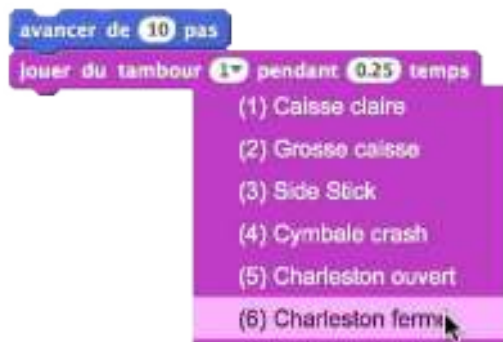 avancer de 10 pas
jouer du tambour 1 pendant 0.25 temps
(1) Caisse claire
(2) Grosse caisse
(3) Side Stick
(4) Cymbale crash
(5) Charleston ouvert
(6) Charleston fermé